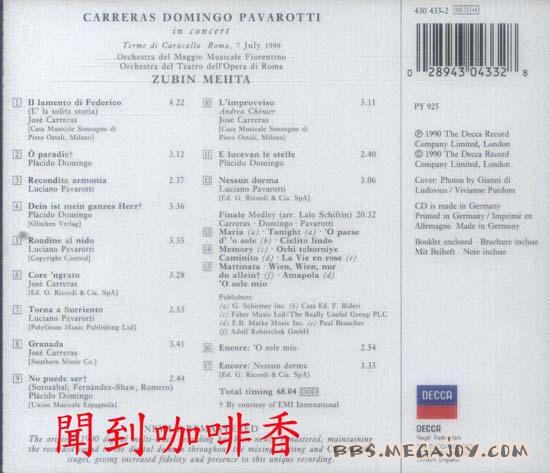 CARRERAS DOMINGO PAVAROTTI
in concert
Terme di Caracalla Roma, 7 July 1990
Orchestra del Maggio Musicale Fiorentino
Orchestra del Teatro dell'Opera di Roma
ZUBIN MEHTA
1 Il lamento di Federico 4.22
(E' la solita storia)
José Carreras
[Casa Musicale Sonzogno di
Piero Ostali, Milano]
2 Ó paradis† 3.12
Plácido Domingo
3 Recondita armonia 2.37
Luciano Pavarotti
4 Dein ist mein ganzes Herz† 3.36
Plácido Domingo
[Glocken Verlag]
5 Rondine al nido 3.35
Luciano Pavarotti
[Copyright Control]
6 Core 'ngrato 3.28
José Carreras
[Ed. G. Ricordi & Cia. SpA]
7 Torna a Surriento 2.53
Luciano Pavarotti
[PolyGram Music Publishing Ltd]
8 Granada 3.41
José Carreras
[Southern Music Co.]
9 No puede ser† 2.44
(Sorozábal; Fernández-Shaw, Romero)
Plácido Domingo
[Union Musicale Espagnola]
10 L'improvviso 5.11
Andrea Chénier
José Carreras
[Casa Musicale Sonzogno di
Piero Ostali, Milano]
11 E lucevan le stelle 2.40
Plácido Domingo
12 Nessun dorma 3.06
Luciano Pavarotti
[Ed. G. Ricordi & Cia. SpA]
Finale Medley (arr. Lalo Schifrin) 20.32
Carreras · Domingo · Pavarotti
13 Maria (a) · Tonight (a) · 'O paese
d' 'o sole (b) · Cielito lindo
14 Memory (c) · Ochi tchorniye
Caminito (d) · La Vie en rose (e)
15 Mattinata · Wien, Wien, nur
du allein† (f) · Amapola (d)
'O sole mio
Publishers:
(a) G. Schirmer Inc. (b) Casa Ed. F. Bideri
(c) Faber Music Ltd/The Really Useful Group PLC
(d) E.B. Marks Music Inc. (e) Paul Beuscher
(f) Adolf Robitschek GmbH
16 Encore: 'O sole mio 2.54
17 Encore: Nessun dorma 3.33
Total timing 68.04 DDD
† By courtesy of EMI International
430 433-2 DH
0 28943 04332 8
PY 925
℗ 1990 The Decca Record
Company Limited, London
© 1990 The Decca Record
Company Limited, London
Cover: Photos by Gianni di
Ludovico / Vivianne Purdom
CD is made in Germany
Printed in Germany / Imprimé en
Allemagne. Made in Germany
Booklet enclosed · Brochure incluse
Mit Beiheft · Note incluse
DECCA
DECCA
聞到咖啡香
BBS.MEGAJOY.COM